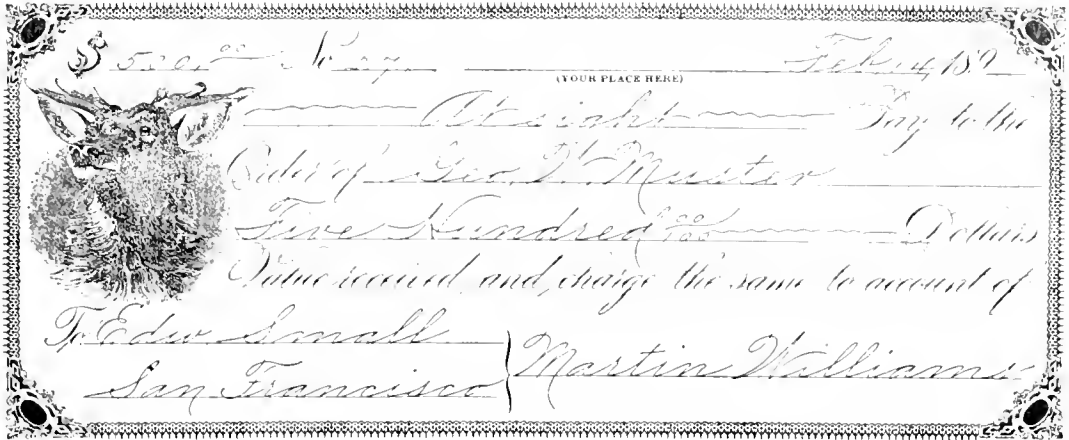 $ 500.00 No 27. Feb. 4, 189
(YOUR PLACE HERE)
At sight Pay to the
Order of Geo. W. Muster
Five Hundred 00/100 Dollars
Value received and charge the same to account of
To Edw Small
San Francisco
Martin Williams